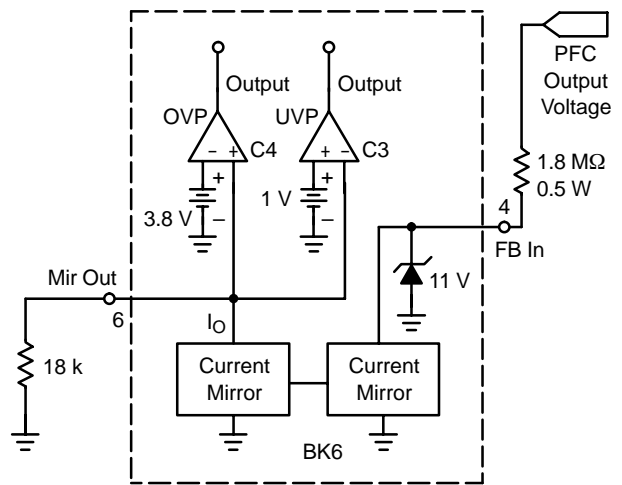 PFC
Output
Voltage
Output
Output
OVP
UVP
− +
+ −
C4
C3
+
+
3.8 V
1 V
−
−
1.8 MΩ
0.5 W
4
FB In
11 V
Mir Out
6
IO
18 k
Current
Mirror
Current
Mirror
BK6